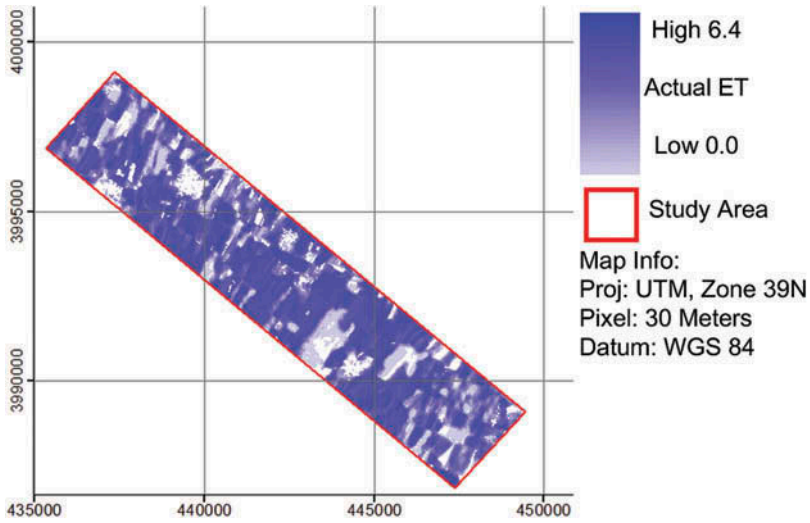 4000000
3995000
3990000
435000
440000
445000
450000
High 6.4
Actual ET
Low 0.0
Study Area
Map Info:
Proj: UTM, Zone 39N
Pixel: 30 Meters
Datum: WGS 84